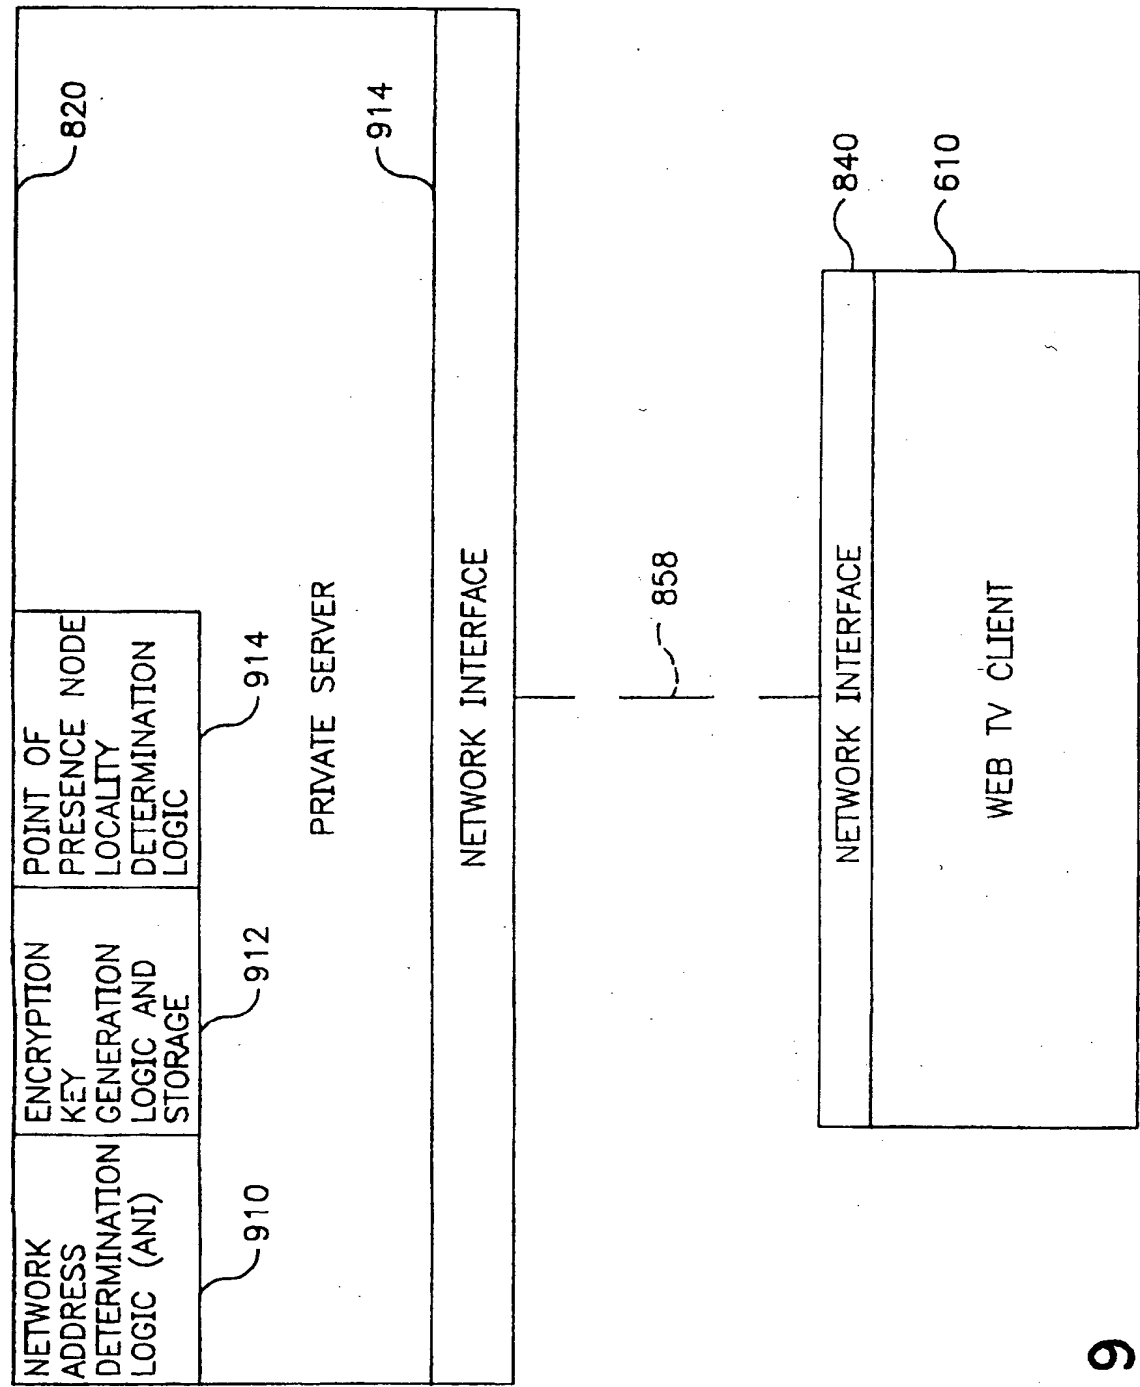 NETWORK
ADDRESS
DETERMINATION
LOGIC (ANI)
910
ENCRYPTION
KEY
GENERATION
LOGIC AND
STORAGE
912
POINT OF
PRESENCE NODE
LOCALITY
DETERMINATION
LOGIC
914
820
PRIVATE SERVER
914
NETWORK INTERFACE
858
840
NETWORK INTERFACE
610
WEB TV CLIENT
9